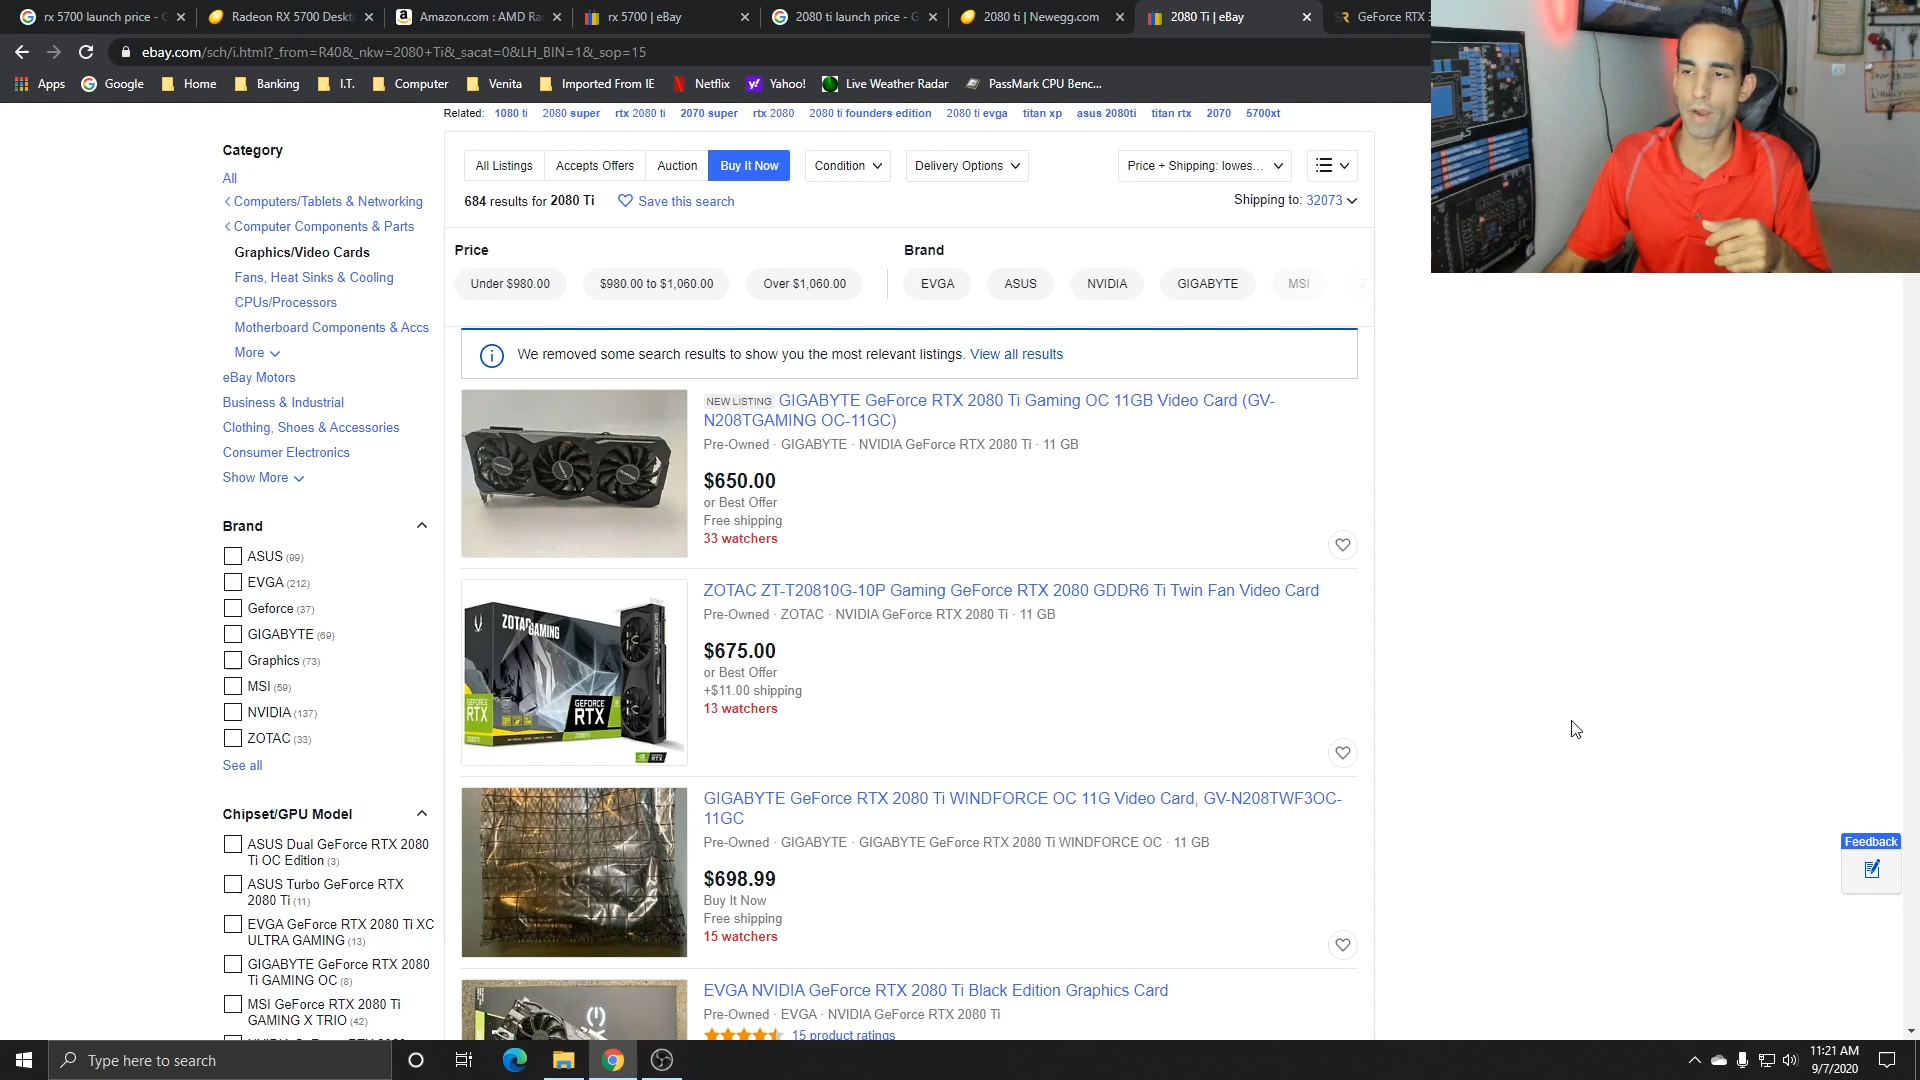 rx 5700 launch price - G
Radeon RX 5700 Deskt
Amazon.com : AMD Ra
rx 5700 | eBay
2080 ti launch price - G
2080 ti | Newegg.com
2080 Ti | eBay
GeForce RTX 3
ebay.com/sch/i.html?_from=R40&_nkw=2080+Ti&_sacat=0&LH_BIN=1&_sop=15
Apps
Google
Home
Banking
I.T.
Computer
Venita
Imported From IE
Netflix
Yahoo!
Live Weather Radar
PassMark CPU Benc...
Related: 1080 ti 2080 super rtx 2080 ti 2070 super rtx 2080 2080 ti founders edition 2080 ti evga titan xp asus 2080ti titan rtx 2070 5700xt
Category
All
Computers/Tablets & Networking
Computer Components & Parts
Graphics/Video Cards
Fans, Heat Sinks & Cooling
CPUs/Processors
Motherboard Components & Accs
More
eBay Motors
Business & Industrial
Clothing, Shoes & Accessories
Consumer Electronics
Show More
Brand
ASUS (99)
EVGA (212)
Geforce (37)
GIGABYTE (69)
Graphics (73)
MSI (59)
NVIDIA (137)
ZOTAC (33)
See all
Chipset/GPU Model
ASUS Dual GeForce RTX 2080
Ti OC Edition (3)
ASUS Turbo GeForce RTX
2080 Ti (11)
EVGA GeForce RTX 2080 Ti XC
ULTRA GAMING (13)
GIGABYTE GeForce RTX 2080
Ti GAMING OC (8)
MSI GeForce RTX 2080 Ti
GAMING X TRIO (42)
All Listings Accepts Offers Auction Buy It Now Condition Delivery Options Price + Shipping: lowes...
684 results for 2080 Ti Save this search Shipping to: 32073
Price Brand
Under $980.00 $980.00 to $1,060.00 Over $1,060.00 EVGA ASUS NVIDIA GIGABYTE MSI
We removed some search results to show you the most relevant listings. View all results
NEW LISTING GIGABYTE GeForce RTX 2080 Ti Gaming OC 11GB Video Card (GV-
N208TGAMING OC-11GC)
Pre-Owned · GIGABYTE · NVIDIA GeForce RTX 2080 Ti · 11 GB
$650.00
or Best Offer
Free shipping
33 watchers
ZOTAC GAMING
GEFORCE RTX
GEFORCE RTX
ZOTAC ZT-T20810G-10P Gaming GeForce RTX 2080 GDDR6 Ti Twin Fan Video Card
Pre-Owned · ZOTAC · NVIDIA GeForce RTX 2080 Ti · 11 GB
$675.00
or Best Offer
+$11.00 shipping
13 watchers
GIGABYTE GeForce RTX 2080 Ti WINDFORCE OC 11G Video Card, GV-N208TWF3OC-
11GC
Pre-Owned · GIGABYTE · GIGABYTE GeForce RTX 2080 Ti WINDFORCE OC · 11 GB
$698.99
Buy It Now
Free shipping
15 watchers
EVGA NVIDIA GeForce RTX 2080 Ti Black Edition Graphics Card
Pre-Owned · EVGA · NVIDIA GeForce RTX 2080 Ti
15 product ratings
Feedback
Type here to search
11:21 AM
9/7/2020